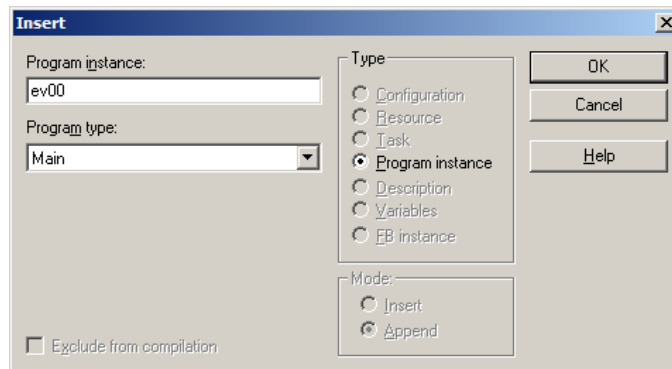 Insert
Program instance:
ev00
Program type:
Main
Exclude from compilation
Type
Configuration
Resource
Task
Program instance
Description
Variables
FB instance
Mode:
Insert
Append
OK
Cancel
Help